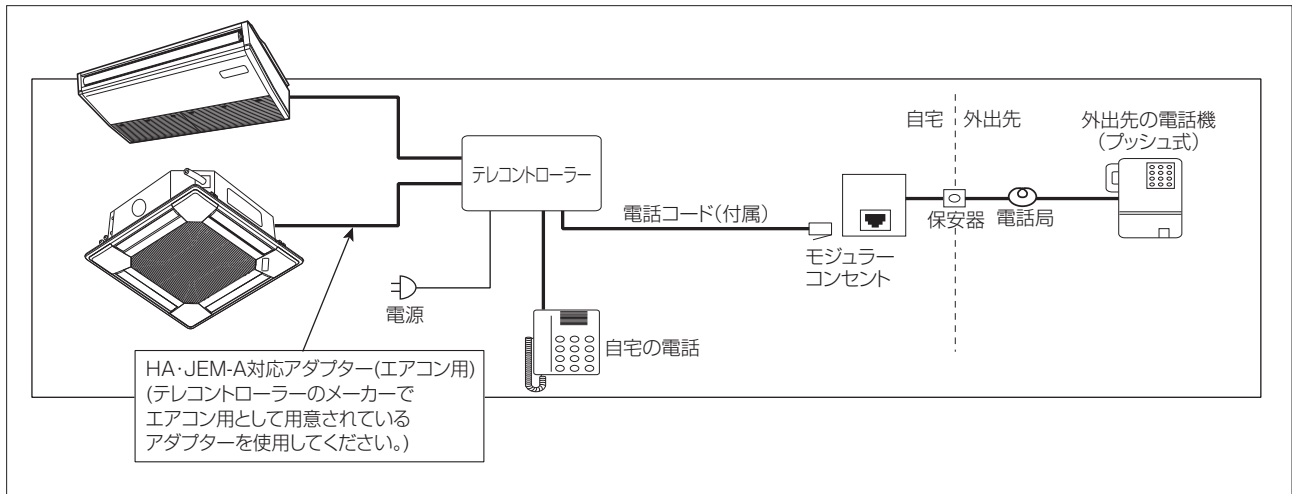 自宅
外出先
外出先の電話機
(プッシュ式)
テレコントローラー
電話コード(付属)
保安器
電話局
モジュラー
コンセント
電源
自宅の電話
HA・JEM-A対応アダプター(エアコン用)
(テレコントローラーのメーカーで
エアコン用として用意されている
アダプターを使用してください。)